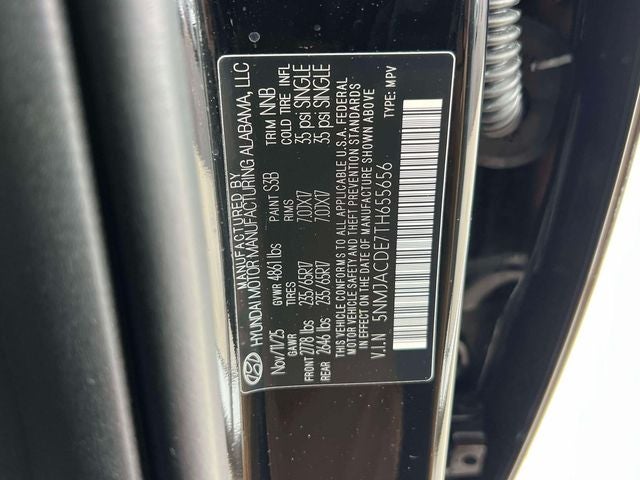 MANUFACTURED BY
HYUNDAI MOTOR MANUFACTURING ALABAMA, LLC
Nov/11/25 GVWR 4861 lbs PAINT S3B TRIM NNB
GAWR TIRES RIMS COLD TIRE INFL
FRONT 2778 lbs 235/65R17 7.0JX17 35 psi SINGLE
REAR 2646 lbs 235/65R17 7.0JX17 35 psi SINGLE
THIS VEHICLE CONFORMS TO ALL APPLICABLE U.S.A. FEDERAL
MOTOR VEHICLE SAFETY AND THEFT PREVENTION STANDARDS
IN EFFECT ON THE DATE OF MANUFACTURE SHOWN ABOVE
V.I.N 5NMJACDE7TH655656 TYPE: MPV